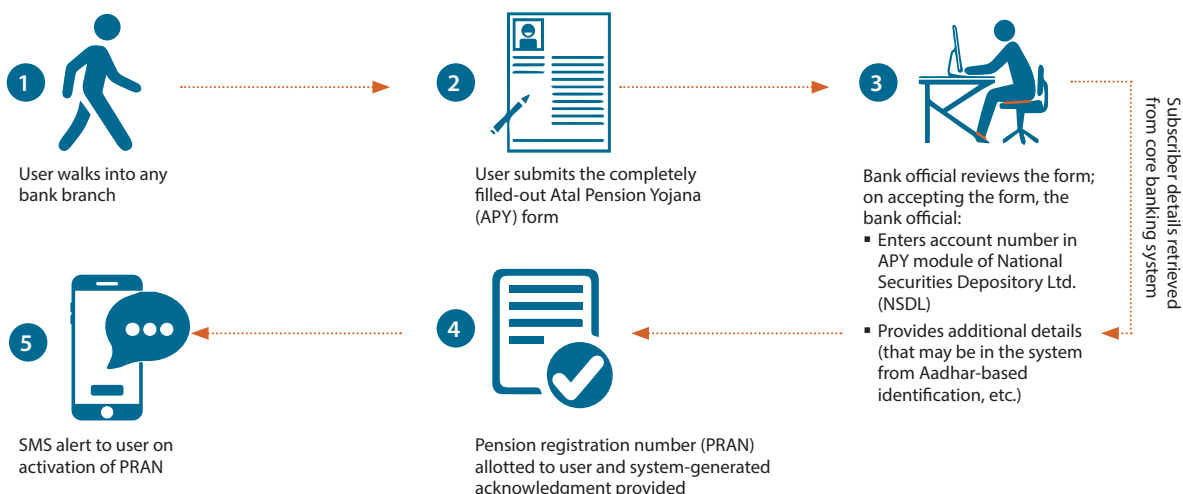 1
User walks into any
bank branch
2
User submits the completely
filled-out Atal Pension Yojana
(APY) form
3
Bank official reviews the form;
on accepting the form, the
bank official:
▪ Enters account number in
APY module of National
Securities Depository Ltd.
(NSDL)
▪ Provides additional details
(that may be in the system
from Aadhar-based
identification, etc.)
Subscriber details retrieved
from core banking system
4
Pension registration number (PRAN)
allotted to user and system-generated
acknowledgment provided
5
SMS alert to user on
activation of PRAN